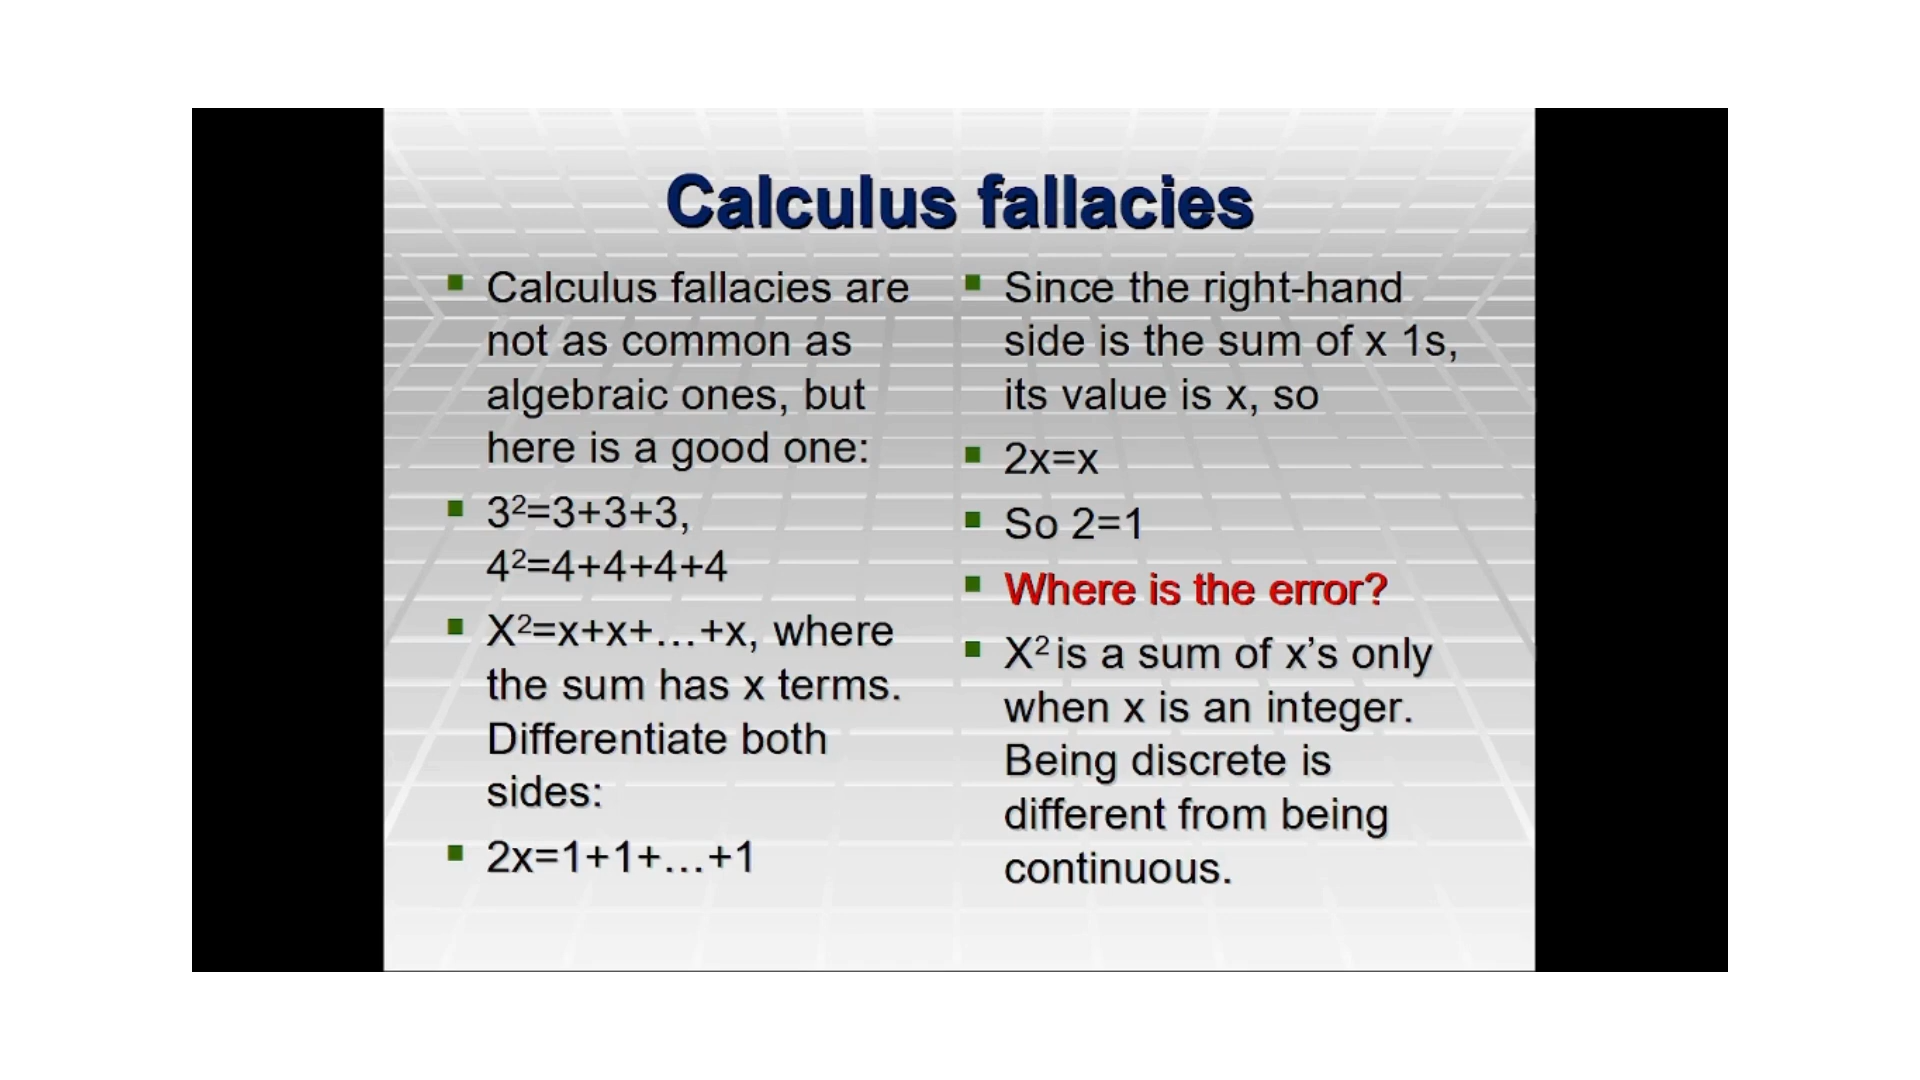 Calculus fallacies
Calculus fallacies are
not as common as
algebraic ones, but
here is a good one:
3²=3+3+3,
4²=4+4+4+4
X²=x+x+…+x, where
the sum has x terms.
Differentiate both
sides:
2x=1+1+…+1
Since the right-hand
side is the sum of x 1s,
its value is x, so
2x=x
So 2=1
Where is the error?
X² is a sum of x’s only
when x is an integer.
Being discrete is
different from being
continuous.